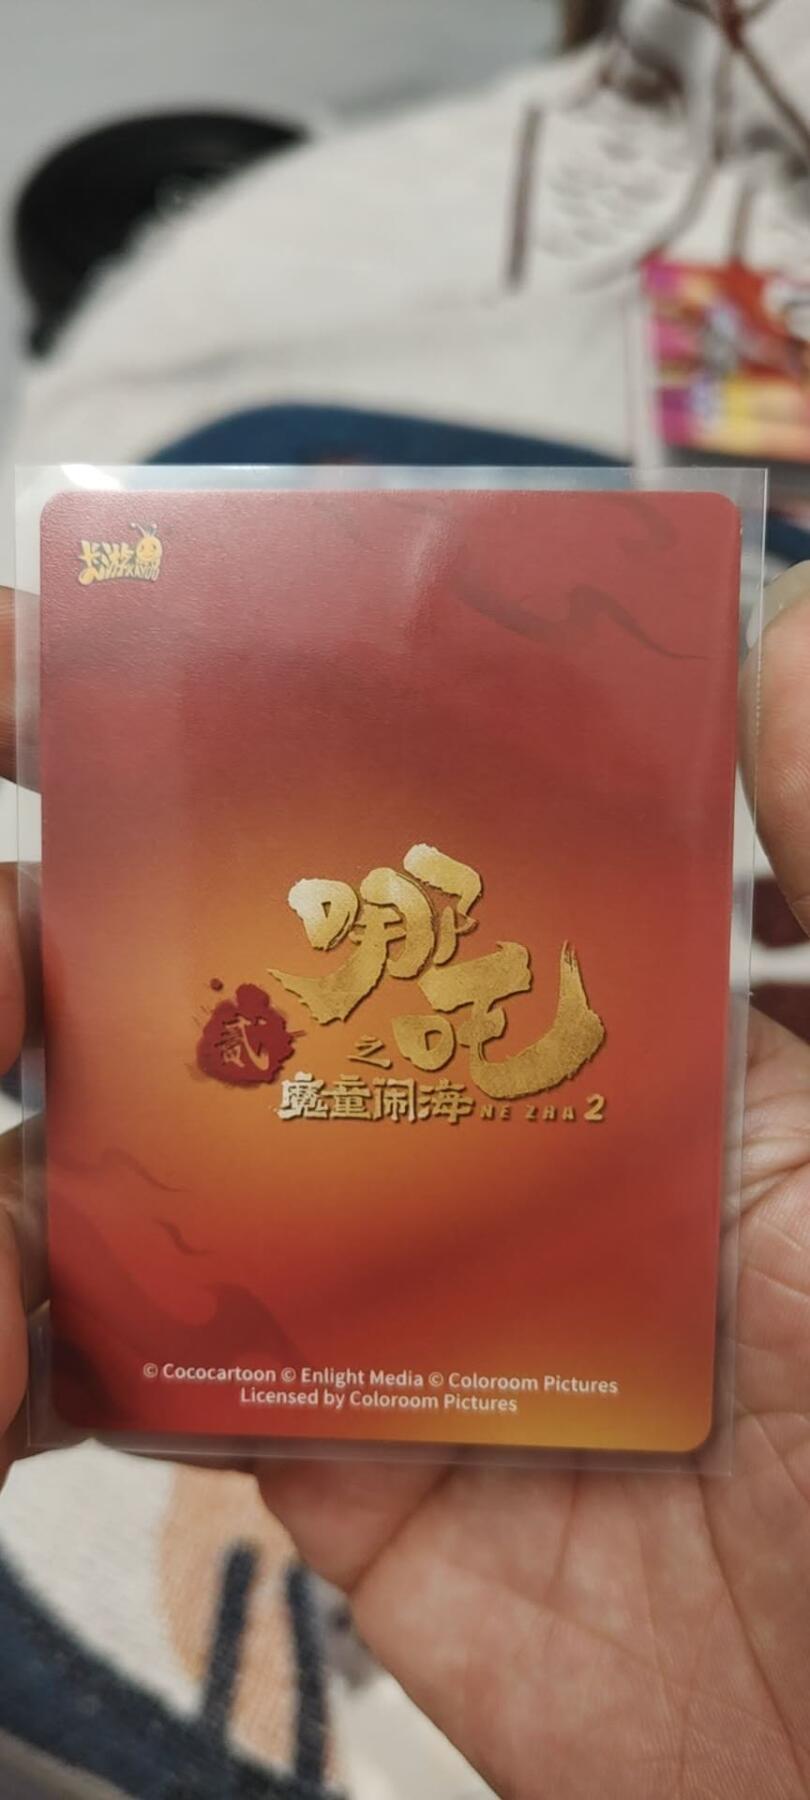 卡游
KAYOU
哪吒
贰
之
魔童闹海 NE ZHA 2
© Cococartoon © Enlight Media © Coloroom Pictures
Licensed by Coloroom Pictures